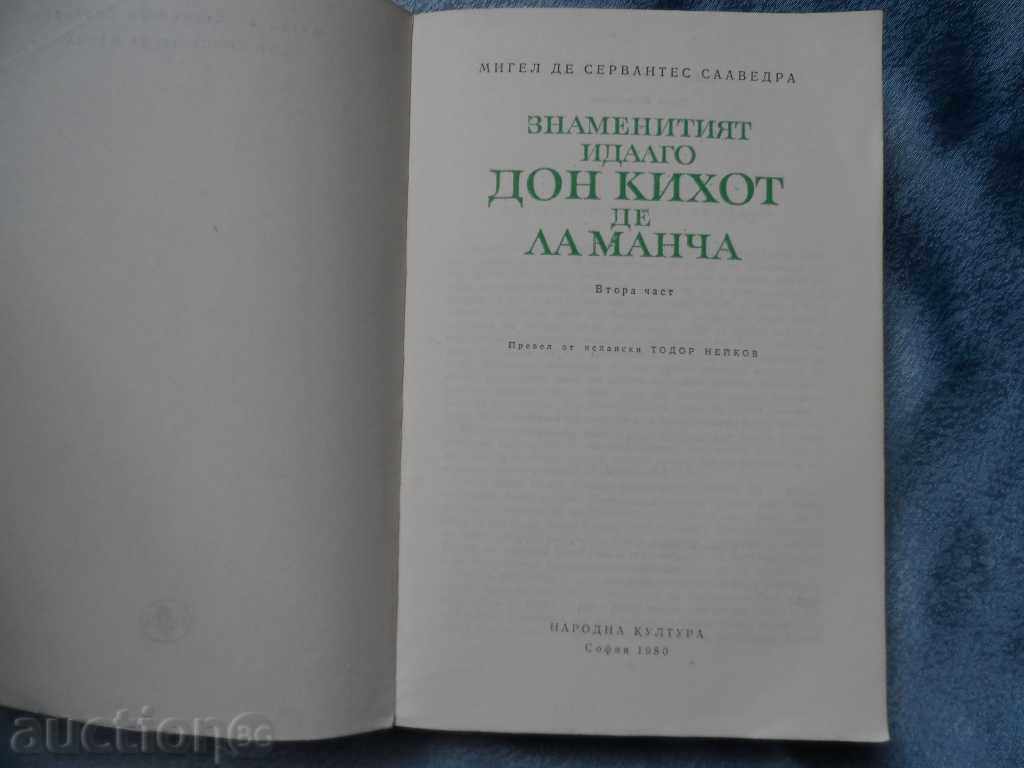 МИГЕЛ ДЕ СЕРВАНТЕС СААВЕДРА
ЗНАМЕНИТИЯТ
ИДАЛГО
ДОН КИХОТ
ДЕ
ЛА МАНЧА
Втора част
Превел от испански ТОДОР НЕЙКОВ
НАРОДНА КУЛТУРА
София 1980
auction BG